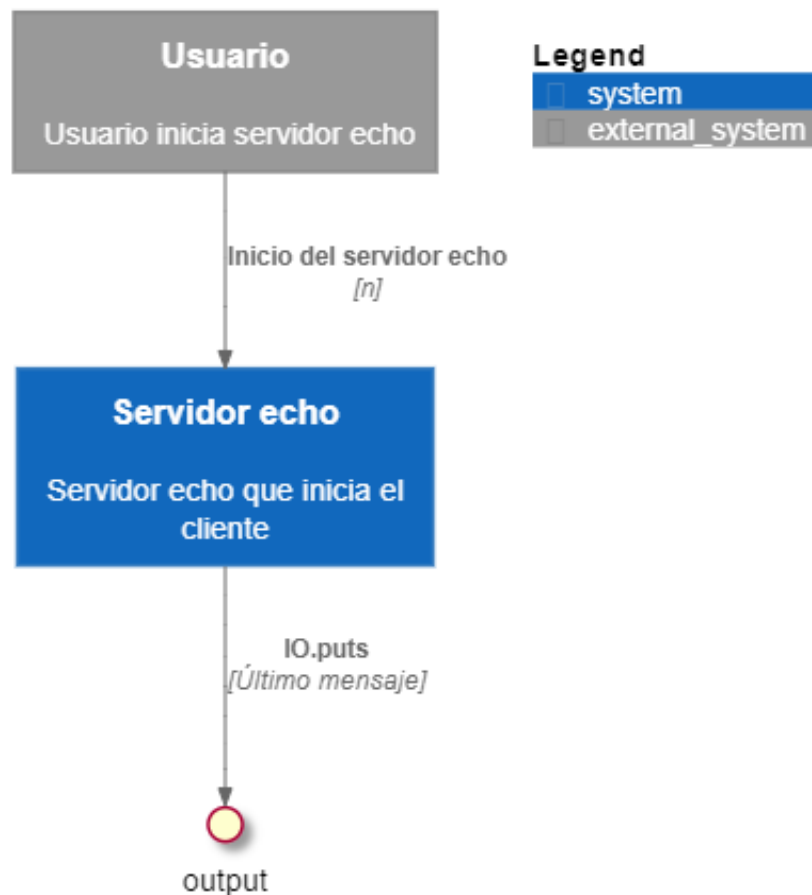 Usuario
Usuario inicia servidor echo
Legend
system
external_system
Inicio del servidor echo
[n]
Servidor echo
Servidor echo que inicia el
cliente
IO.puts
[Último mensaje]
output